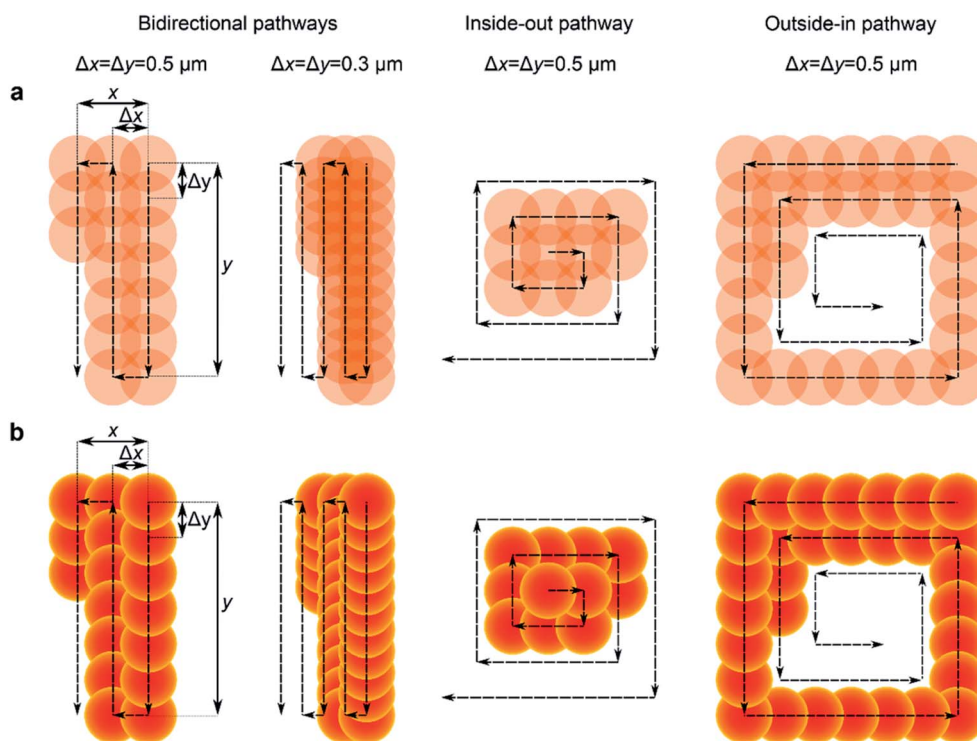 Bidirectional pathways Inside-out pathway Outside-in pathway
Δx=Δy=0.5 µm Δx=Δy=0.3 µm Δx=Δy=0.5 µm Δx=Δy=0.5 µm
a
x
Δx
Δy
y
b
x
Δx
Δy
y